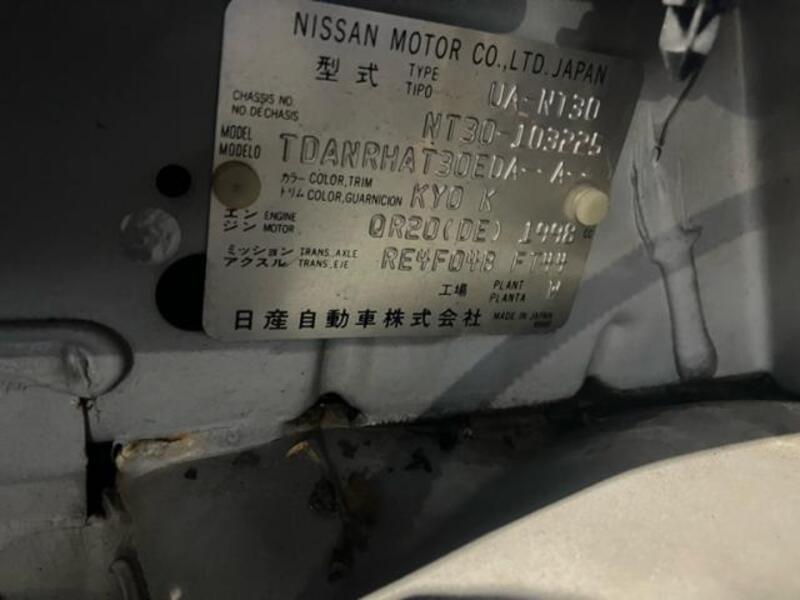 NISSAN MOTOR CO.,LTD. JAPAN
型式 TYPE TIPO UA-NT30
CHASSIS NO. NO DE CHASIS NT30-103225
MODEL MODELO TDANRHAT30EDA--A--
カラー COLOR,TRIM
トリム COLOR,GUARNICION KY0 K
エンジン ENGINE MOTOR QR20(DE) 1998 cc
ミッション TRANS.,AXLE
アクスル TRANS.,EJE RE4F04B FT44
工場 PLANT PLANTA W
日産自動車株式会社 MADE IN JAPAN